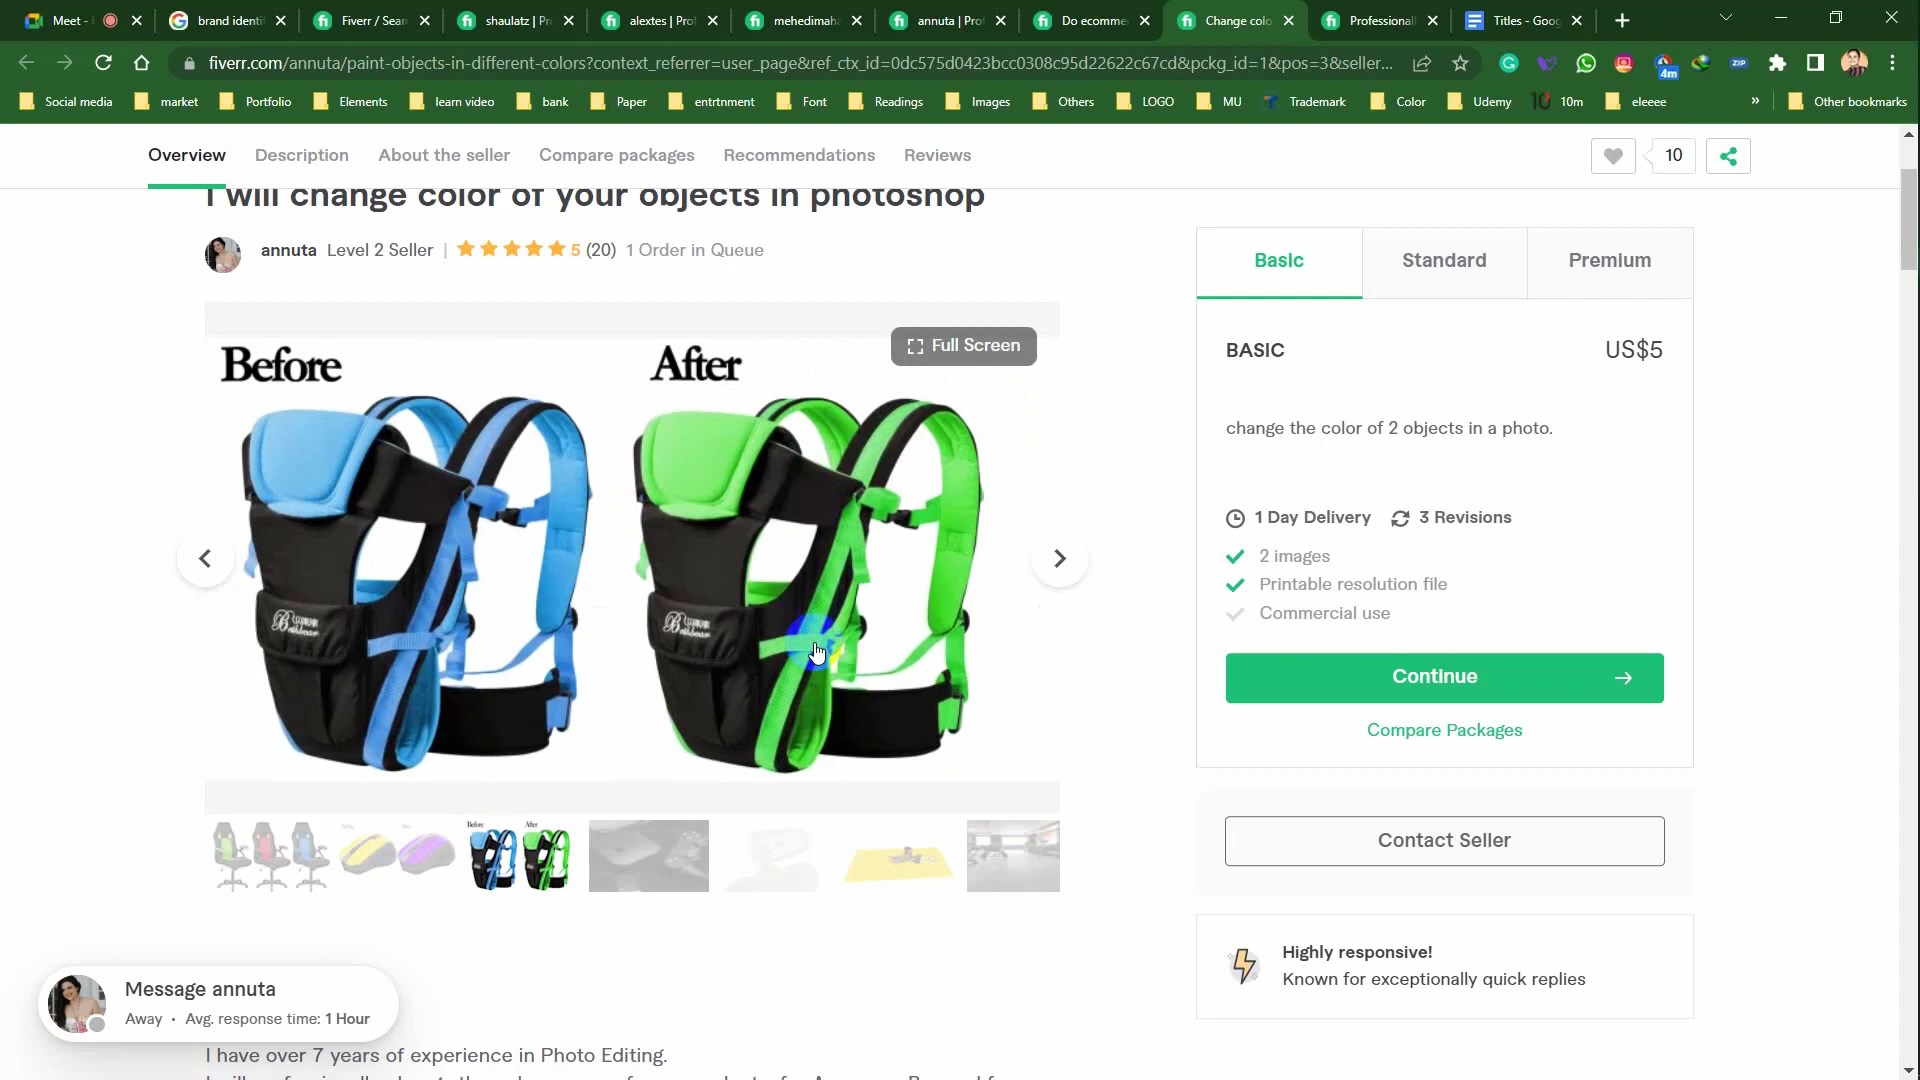 Meet -
brand identi
Fiverr / Sear
shaulatz | Pr
alextes | Prof
mehedimaha
annuta | Prof
Do ecomme
Change colo
Professional
Titles - Goog
fiverr.com/annuta/paint-objects-in-different-colors?context_referrer=user_page&ref_ctx_id=0dc575d0423bcc0308c95d22622c67cd&pckg_id=1&pos=3&seller...
4m
ZIP
Social media
market
Portfolio
Elements
learn video
bank
Paper
entrtnment
Font
Readings
Images
Others
LOGO
MU
Trademark
Color
Udemy
10m
eleeee
»
Other bookmarks
Overview
Description
About the seller
Compare packages
Recommendations
Reviews
10
I will change color of your objects in photoshop
annuta Level 2 Seller | 5 (20) 1 Order in Queue
Before
After
Full Screen
Basic
Standard
Premium
BASIC
US$5
change the color of 2 objects in a photo.
1 Day Delivery
3 Revisions
2 images
Printable resolution file
Commercial use
Continue
Compare Packages
Contact Seller
Highly responsive!
Known for exceptionally quick replies
Message annuta
Away • Avg. response time: 1 Hour
I have over 7 years of experience in Photo Editing.